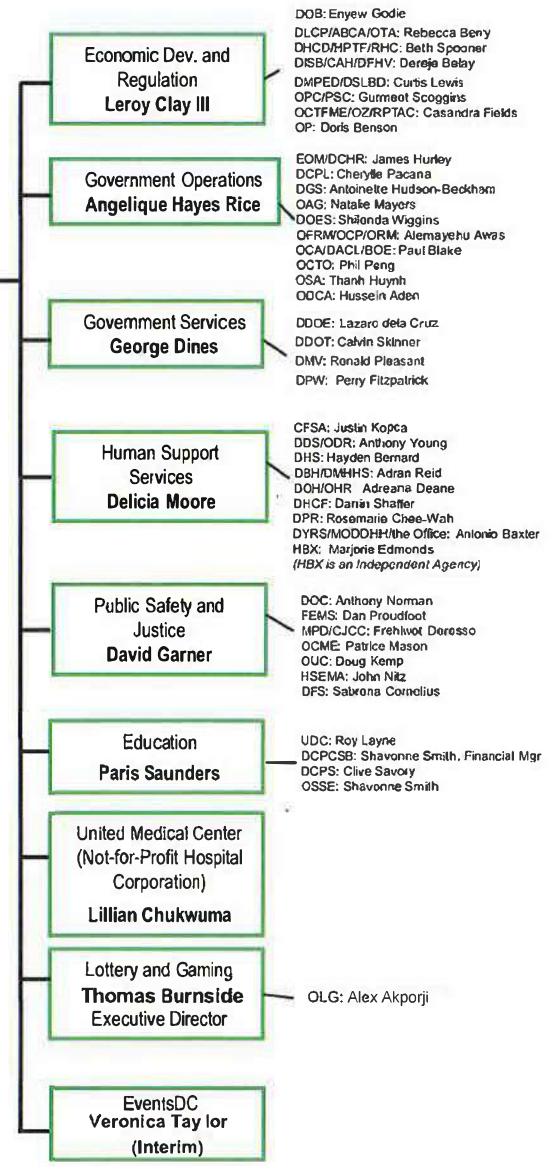 Economic Dev. and
Regulation
Leroy Clay III
DOB: Enyew Godie
DLCP/ABCA/OTA: Rebecca Beny
DHCD/HPTF/RHC: Beth Spooner
DISB/CAH/DFHV: Dereje Belay
DMPED/DSLBD: Curtis Lewis
OPC/PSC: Gurmeet Scoggins
OCTFME/OZ/RPTAC: Casandra Fields
OP: Doris Benson
Government Operations
Angelique Hayes Rice
EOM/DCHR: James Hurley
DCPL: Cherylle Pacana
DGS: Antoinette Hudson-Beckham
OAG: Natalie Mayers
DOES: Shilonda Wiggins
OFRM/OCP/ORM: Alemayehu Awas
OCA/DACL/BOE: Paul Blake
OCTO: Phil Peng
OSA: Thanh Huynh
ODCA: Hussein Aden
Government Services
George Dines
DDOE: Lazaro dela Cruz
DDOT: Calvin Skinner
DMV: Ronald Pleasant
DPW: Perry Fitzpatrick
Human Support
Services
Delicia Moore
CFSA: Justin Kopca
DDS/ODR: Anthony Young
DHS: Hayden Bernard
DBH/DMHHS: Adran Reid
DOH/OHR Adreana Deane
DHCF: Darrin Shaffer
DPR: Rosemarie Chee-Wah
DYRS/MODDHH/the Office: Antonio Baxter
HBX: Marjorie Edmonds
(HBX is an Independent Agency)
Public Safety and
Justice
David Garner
DOC: Anthony Norman
FEMS: Dan Proudfoot
MPD/CJCC: Frehiwot Dorosso
OCME: Patrice Mason
OUC: Doug Kemp
HSEMA: John Nitz
DFS: Sabrena Cornelius
Education
Paris Saunders
UDC: Roy Layne
DCPCSB: Shavonne Smith, Financial Mgr
DCPS: Clive Savory
OSSE: Shavonne Smith
United Medical Center
(Not-for-Profit Hospital
Corporation)
Lillian Chukwuma
Lottery and Gaming
Thomas Burnside
Executive Director
OLG: Alex Akporji
EventsDC
Veronica Taylor
(Interim)